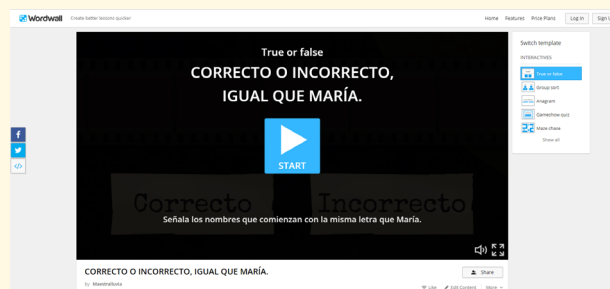 Wordwall Create better lessons quicker Home Features Price Plans Log In Sign U
True or false
CORRECTO O INCORRECTO,
IGUAL QUE MARÍA.
START
Correcto Incorrecto
Señala los nombres que comienzan con la misma letra que María.
Switch template
INTERACTIVES
True or false
Group sort
Anagram
Gameshow quiz
Maze chase
Show all
CORRECTO O INCORRECTO, IGUAL QUE MARÍA.
Share
by Maestralluvia
Like Edit Content More